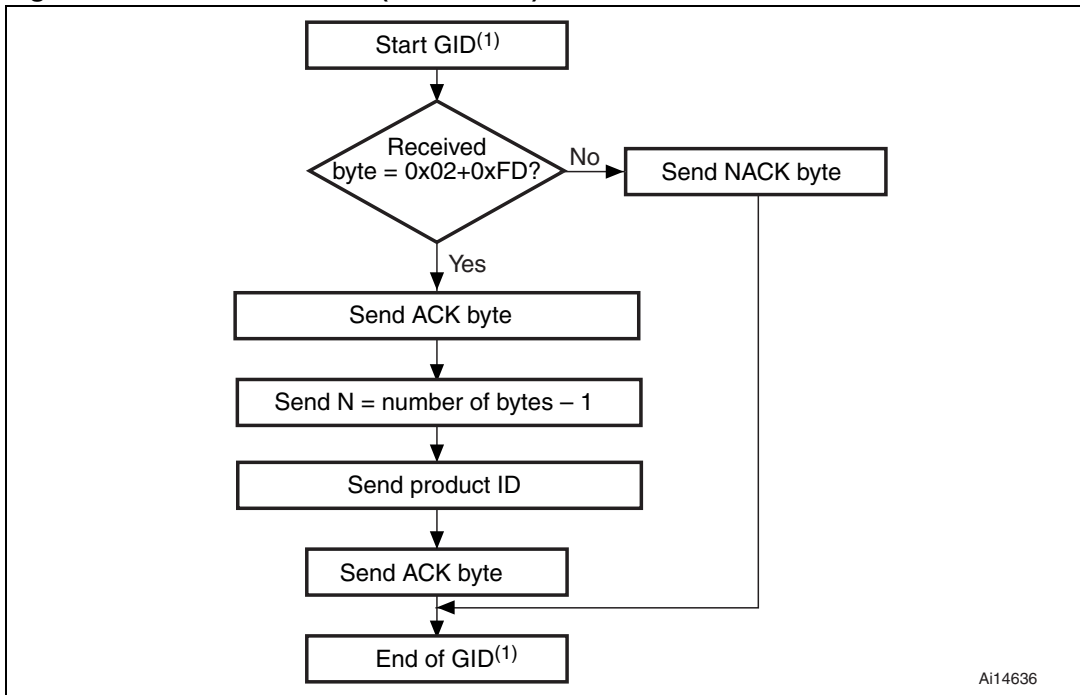 Start GID(1)
Received
byte = 0x02+0xFD?
No
Send NACK byte
Yes
Send ACK byte
Send N = number of bytes – 1
Send product ID
Send ACK byte
End of GID(1)
Ai14636